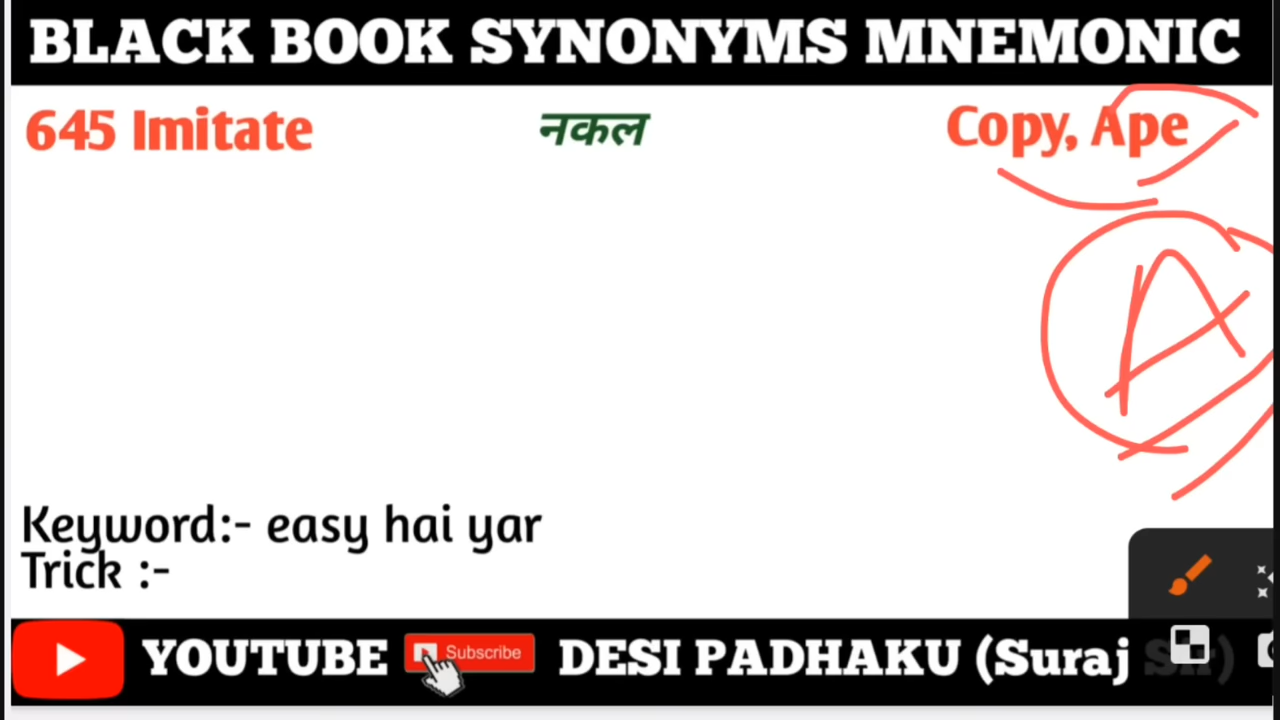 BLACK BOOK SYNONYMS MNEMONIC
645 Imitate नकल Copy, Ape
A
Keyword:- easy hai yar
Trick :-
YOUTUBE Subscribe DESI PADHAKU (Suraj Sir)